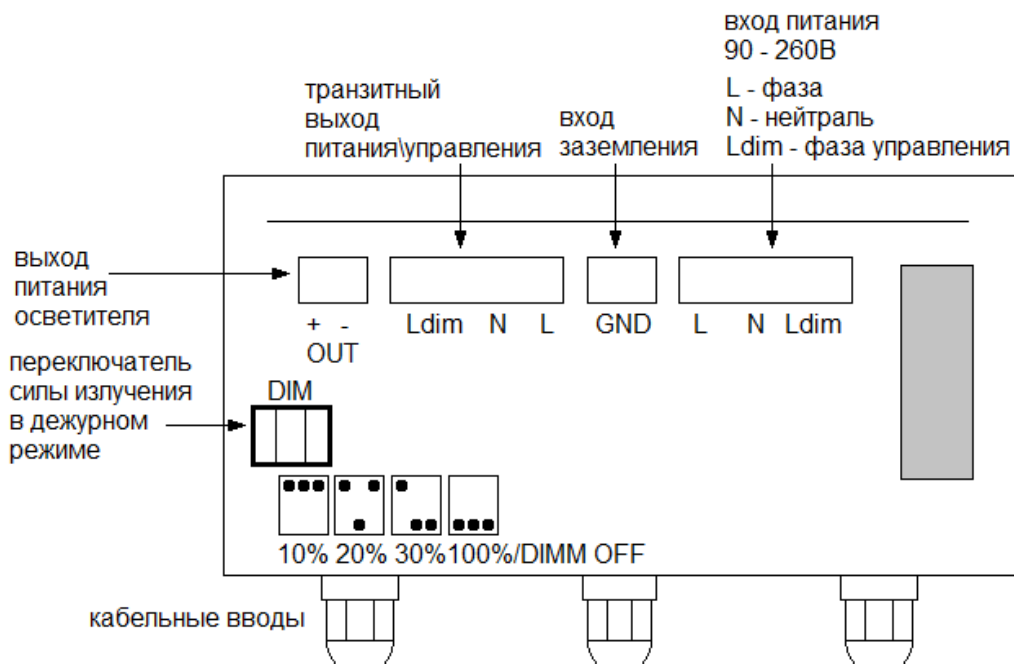 вход питания
90 - 260В
L - фаза
N - нейтраль
Ldim - фаза управления
транзитный
выход
питания\управления
вход
заземления
выход
питания
осветителя
+ -
OUT
Ldim N L
GND
L N Ldim
переключатель
силы излучения
в дежурном
режиме
DIM
10% 20% 30% 100%/DIMM OFF
кабельные вводы